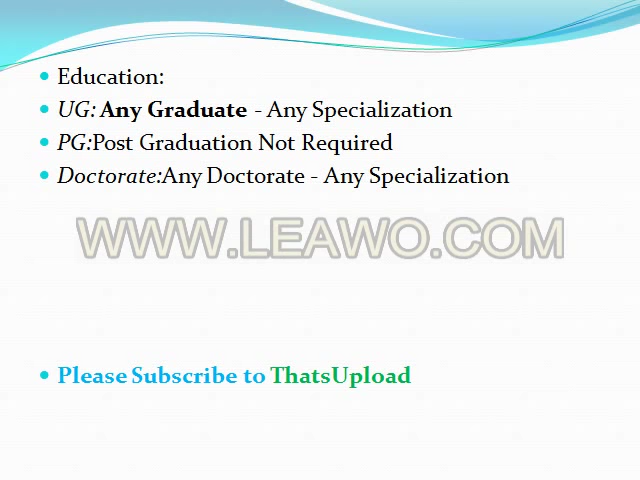 Education:
UG: Any Graduate - Any Specialization
PG:Post Graduation Not Required
Doctorate:Any Doctorate - Any Specialization
WWW.LEAWO.COM
Please Subscribe to ThatsUpload